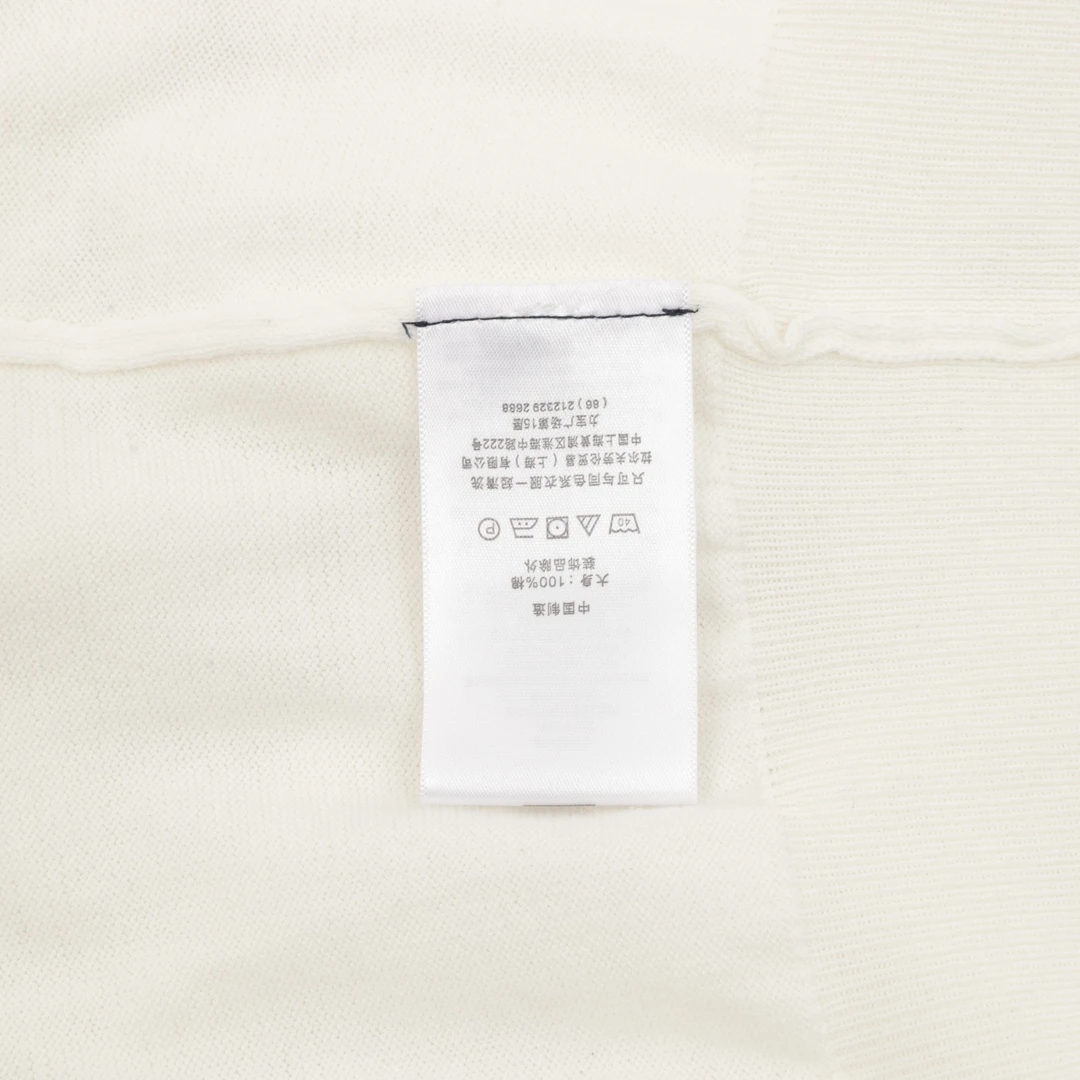 中国制造
大身：100%棉
装饰品除外
40 P
只可与同色系衣服一起清洗
拉尔夫劳伦贸易（上海）有限公司
中国上海黄浦区淮海中路222号
力宝广场第15层
(86) 212329 2688